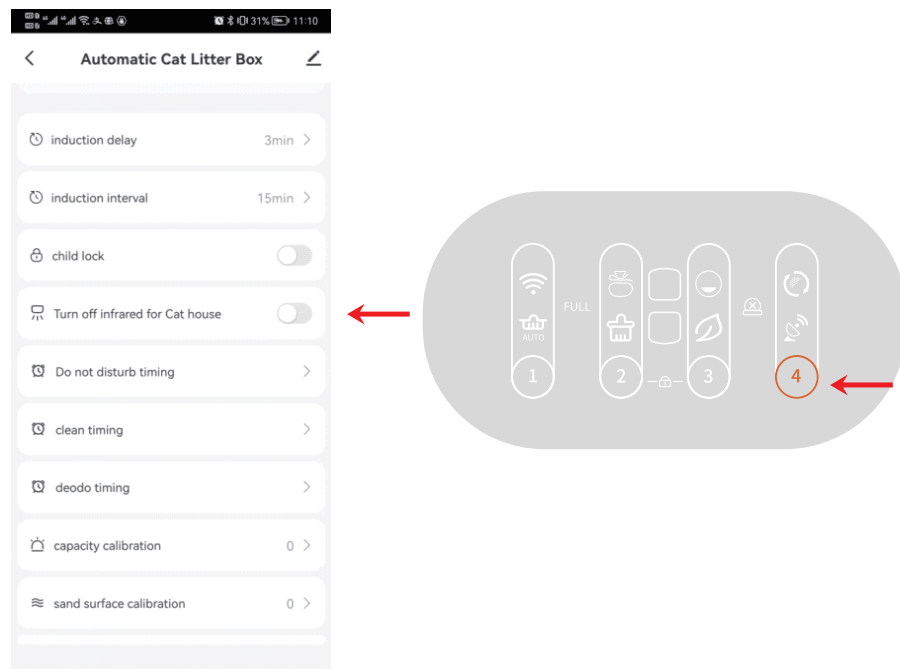 31% 11:10
Automatic Cat Litter Box
induction delay 3min
induction interval 15min
child lock
Turn off infrared for Cat house
Do not disturb timing
clean timing
deodo timing
capacity calibration 0
sand surface calibration 0
FULL
AUTO
1 2 3 4